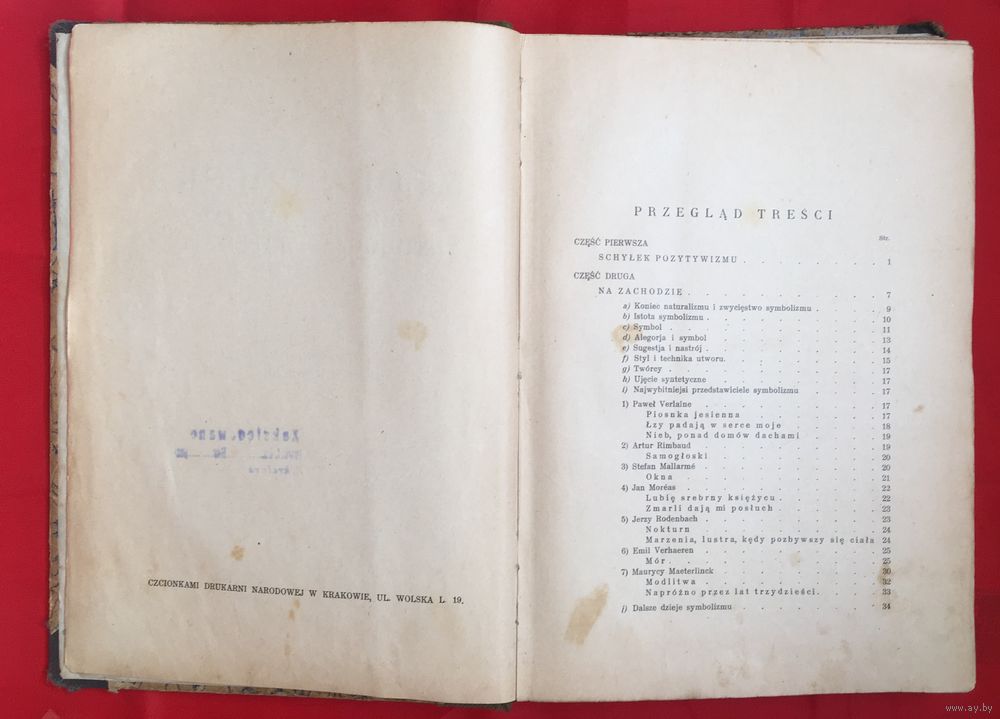 CZCIONKAMI DRUKARNI NARODOWEJ W KRAKOWIE, UL. WOLSKA L. 19.
PRZEGLĄD TREŚCI
Str.
CZĘŚĆ PIERWSZA
SCHYŁEK POZYTYWIZMU . . . . . . . . . 1
CZĘŚĆ DRUGA
NA ZACHODZIE . . . . . . . . . . . 7
a) Koniec naturalizmu i zwycięstwo symbolizmu . . . . 9
b) Istota symbolizmu . . . . . . . . . 10
c) Symbol . . . . . . . . . . . 11
d) Alegorja i symbol . . . . . . . . . 13
e) Sugestja i nastrój . . . . . . . . . 14
f) Styl i technika utworu . . . . . . . . 15
g) Twórcy . . . . . . . . . . . 17
h) Ujęcie syntetyczne . . . . . . . . . 17
i) Najwybitniejsi przedstawiciele symbolizmu . . . . 17
1) Paweł Verlaine . . . . . . . . . . 17
Piosnka jesienna . . . . . . . 17
Łzy padają w serce moje . . . . . 18
Nieb, ponad domów dachami . . . . 19
2) Artur Rimbaud . . . . . . . . . . 19
Samogłoski . . . . . . . . . 20
3) Stefan Mallarmé . . . . . . . . . 20
Okna . . . . . . . . . . . 21
4) Jan Moréas . . . . . . . . . . 22
Lubię srebrny księżycu . . . . . . 22
Zmarli dają mi posłuch . . . . . . 23
5) Jerzy Rodenbach . . . . . . . . . 23
Nokturn . . . . . . . . . . 24
Marzenia, lustra, kędy pozbywszy się ciała 24
6) Emil Verhaeren . . . . . . . . . 25
Mór . . . . . . . . . . . 25
7) Maurycy Maeterlinck . . . . . . . . 30
Modlitwa . . . . . . . . . . 32
Napróżno przez lat trzydzieści . . . . 33
j) Dalsze dzieje symbolizmu . . . . . . . 34
www.ay.by